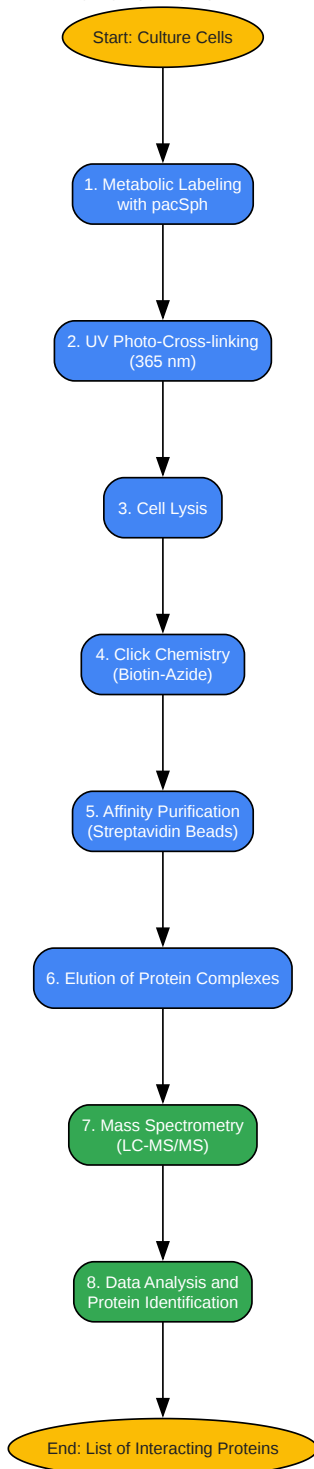 Start: Culture Cells
1. Metabolic Labeling
with pacSph
2. UV Photo-Cross-linking
(365 nm)
3. Cell Lysis
4. Click Chemistry
(Biotin-Azide)
5. Affinity Purification
(Streptavidin Beads)
6. Elution of Protein Complexes
7. Mass Spectrometry
(LC-MS/MS)
8. Data Analysis and
Protein Identification
End: List of Interacting Proteins